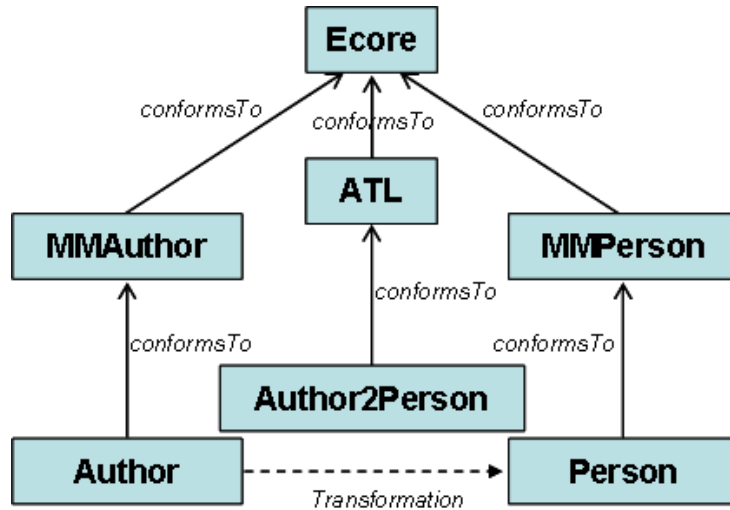 Ecore
conformsTo
conformsTo
conformsTo
ATL
MMAuthor
MMPerson
conformsTo
conformsTo
conformsTo
Author2Person
Author
Person
Transformation